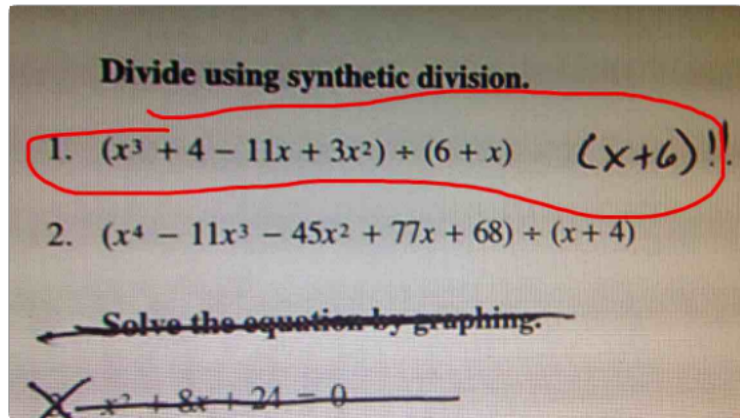 Divide using synthetic division.
1. (x³ + 4 − 11x + 3x²) ÷ (6 + x) (x+6)!!
2. (x⁴ − 11x³ − 45x² + 77x + 68) ÷ (x + 4)
Solve the equation by graphing.
x² + 8x + 24 = 0